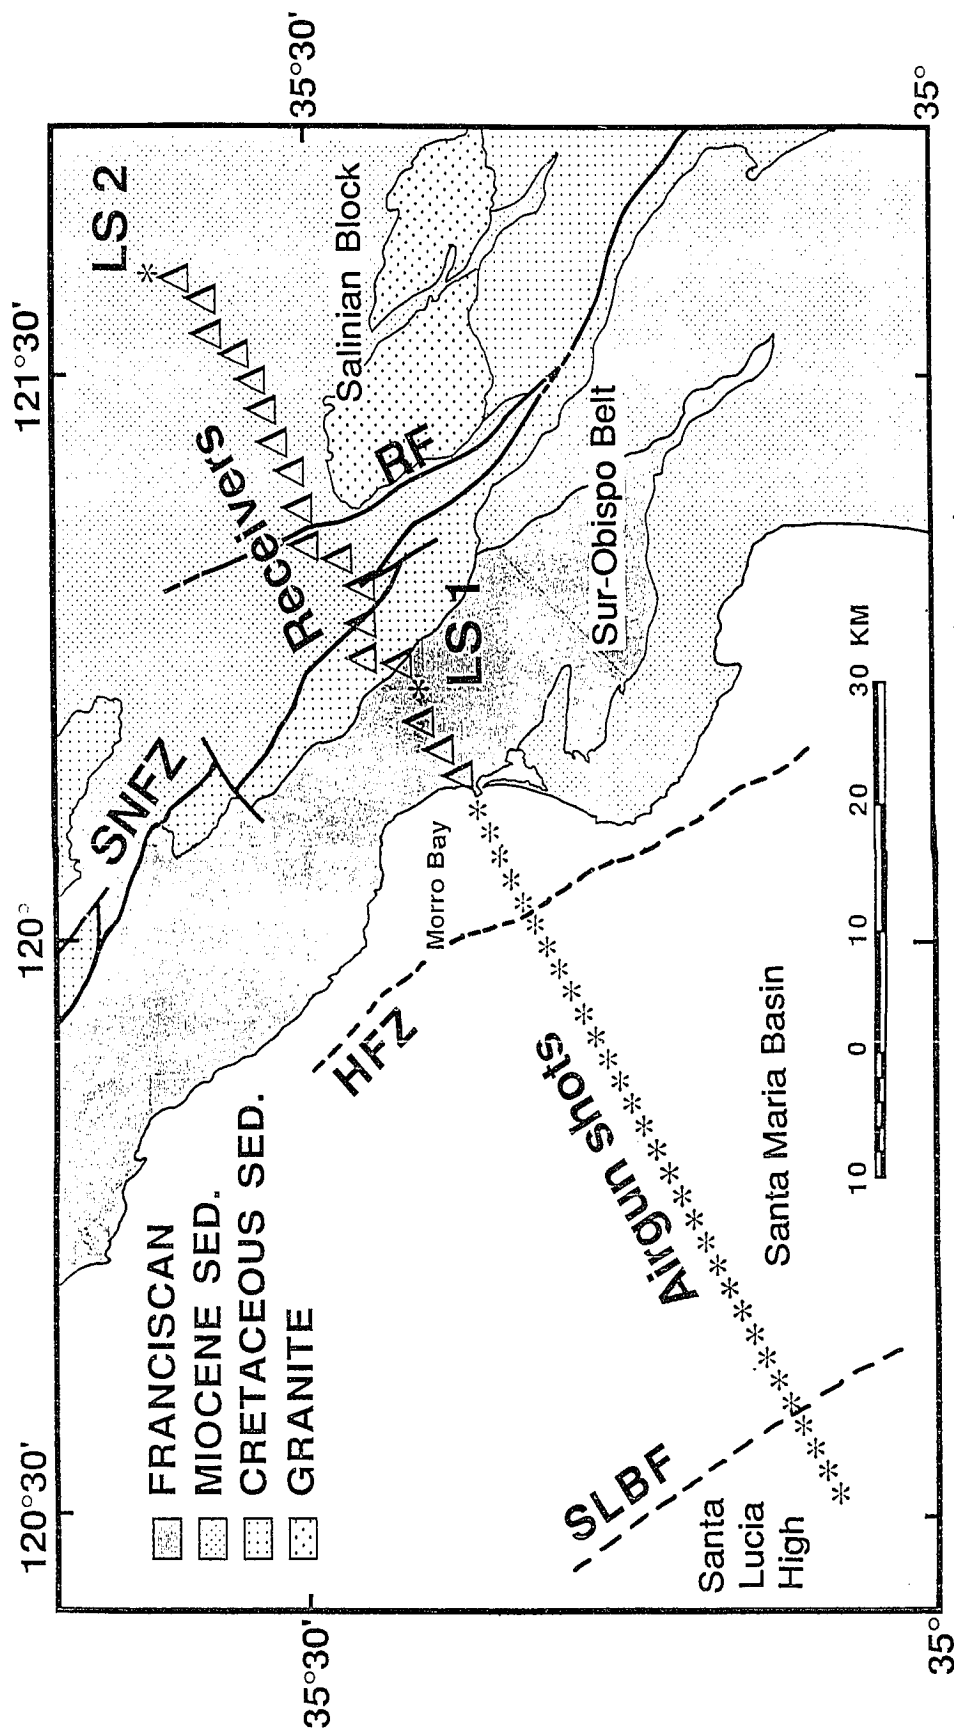 120°30'
120°
121°30'
35°30'
35°
35°30'
35°
FRANCISCAN
MIOCENE SED.
CRETACEOUS SED.
GRANITE
SNFZ
LS 2
Receivers
Salinian Block
RF
HFZ
Morro Bay
LS 1
Sur-Obispo Belt
Airgun shots
SLBF
Santa
Lucia
High
Santa Maria Basin
10 0 10 20 30 KM